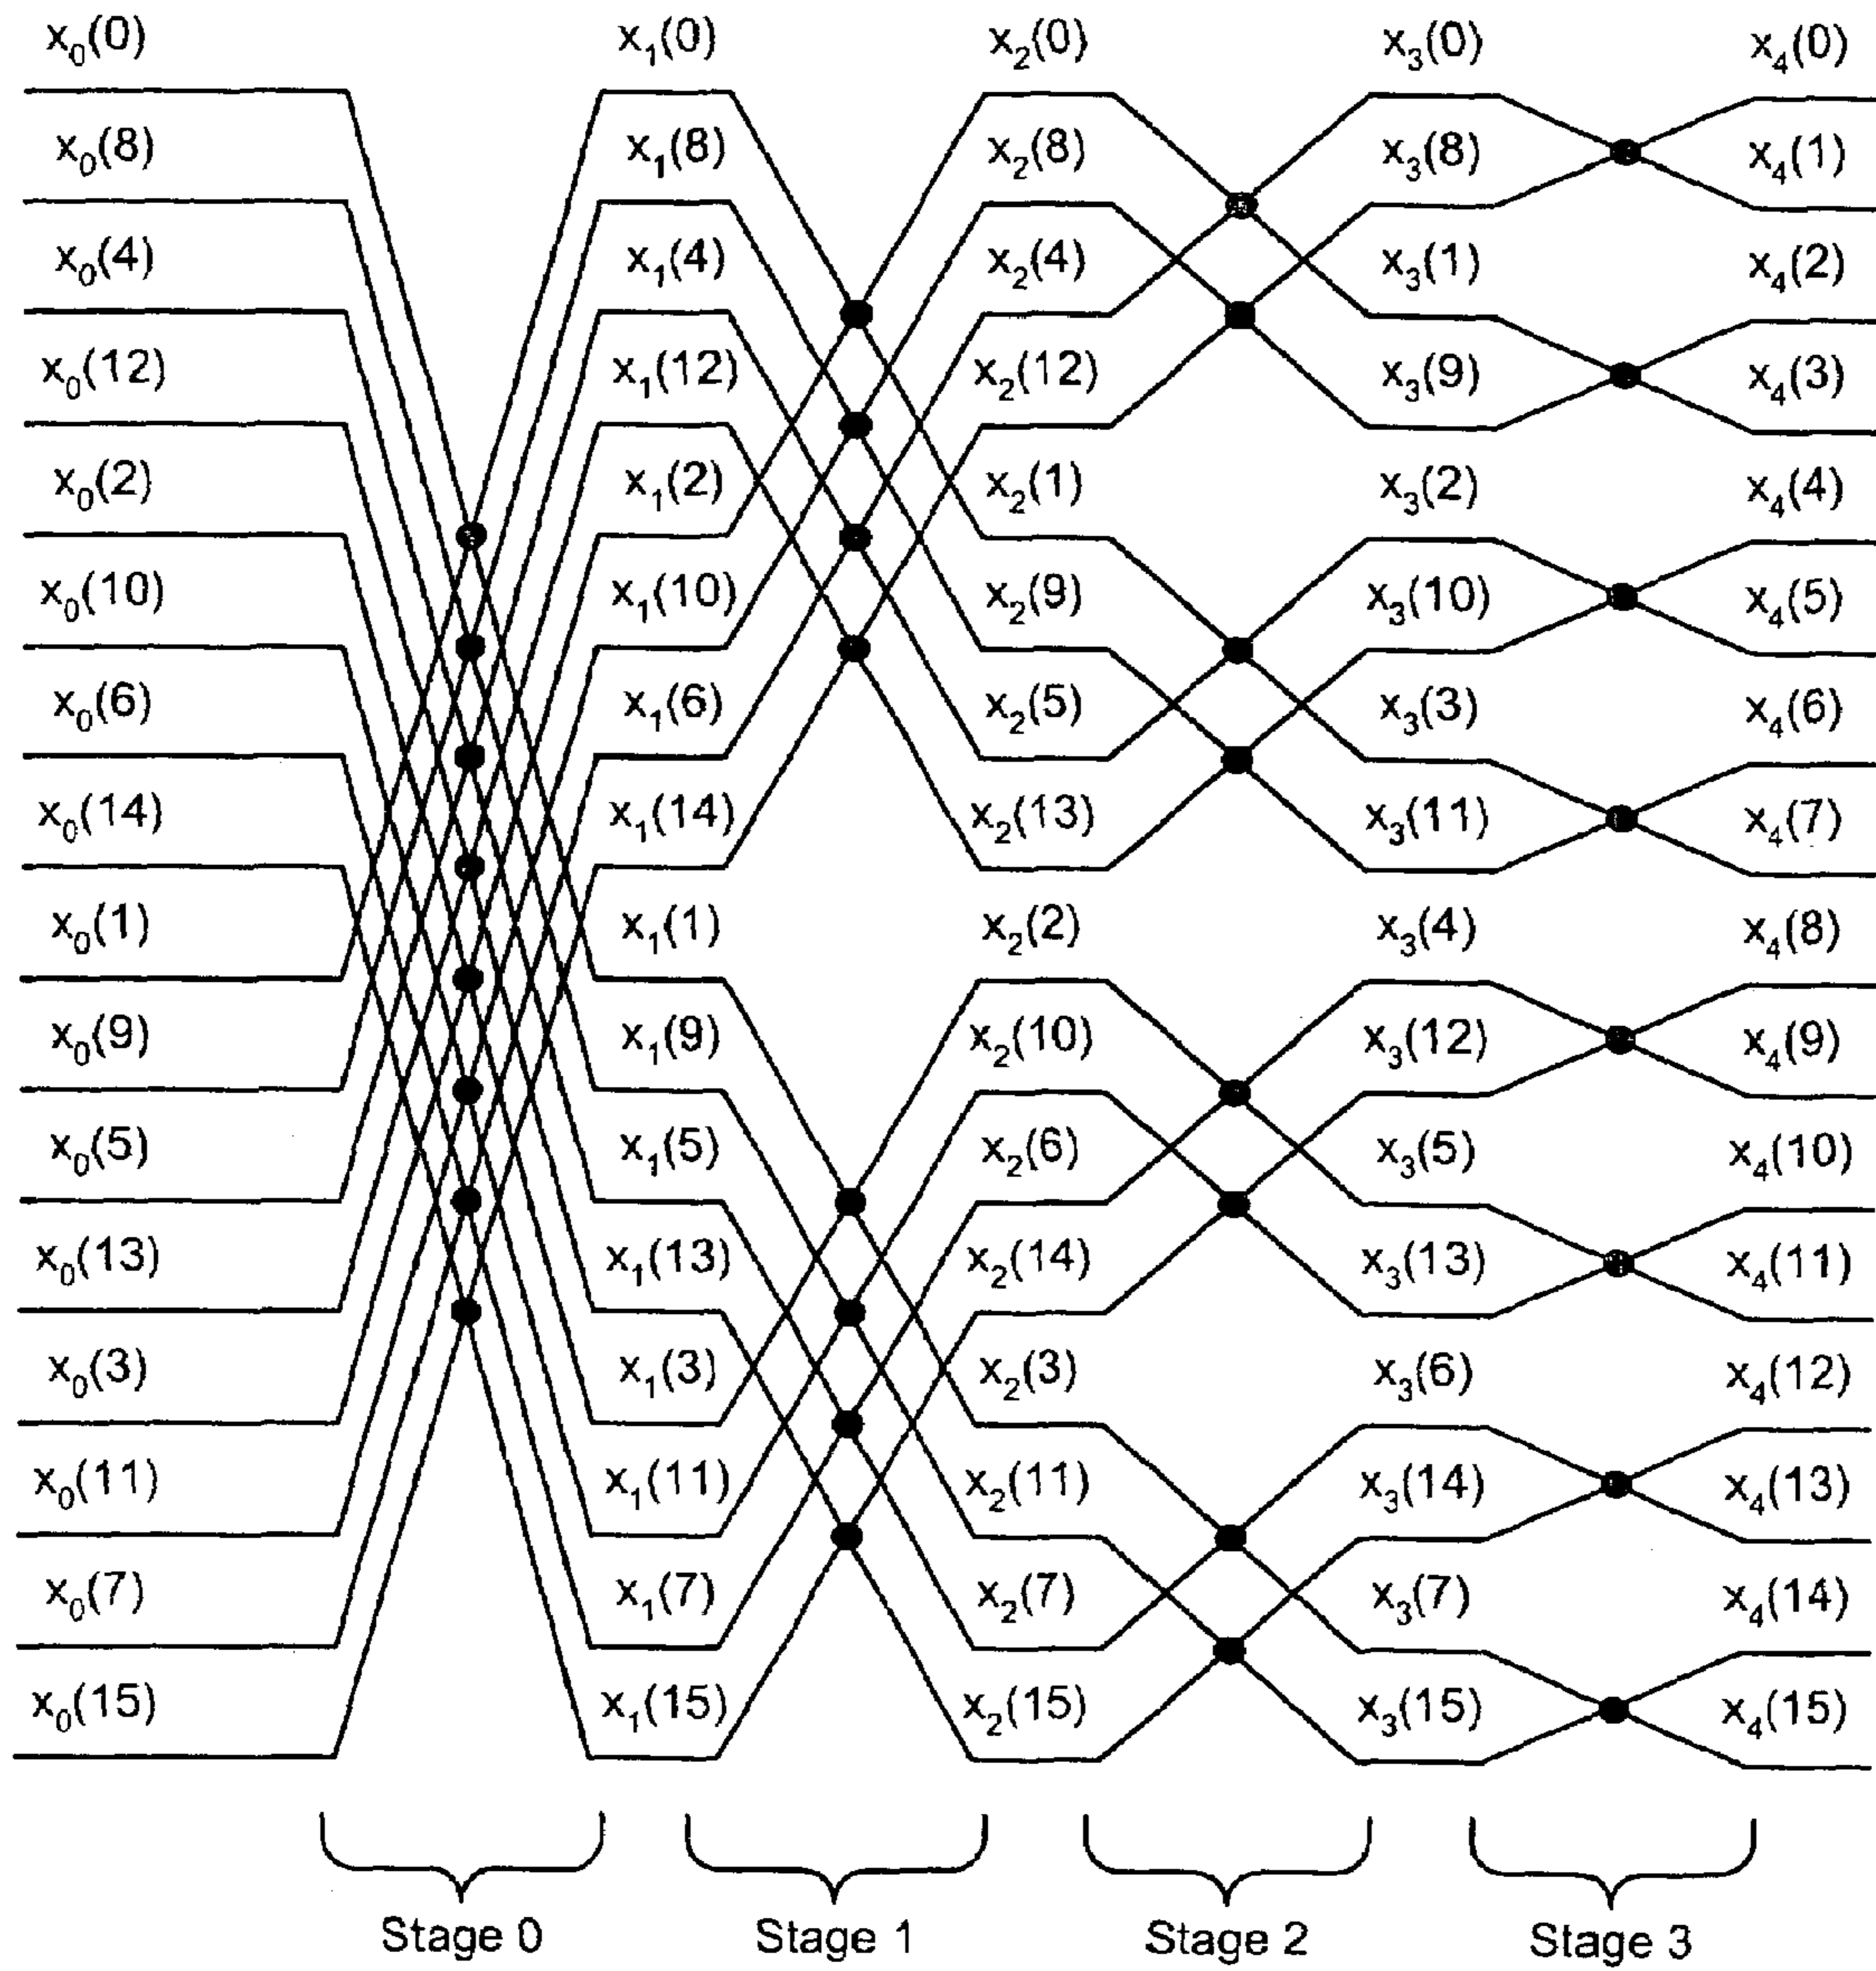 x₀(0) x₁(0) x₂(0) x₃(0) x₄(0)
x₀(8) x₁(8) x₂(8) x₃(8) x₄(1)
x₀(4) x₁(4) x₂(4) x₃(1) x₄(2)
x₀(12) x₁(12) x₂(12) x₃(9) x₄(3)
x₀(2) x₁(2) x₂(1) x₃(2) x₄(4)
x₀(10) x₁(10) x₂(9) x₃(10) x₄(5)
x₀(6) x₁(6) x₂(5) x₃(3) x₄(6)
x₀(14) x₁(14) x₂(13) x₃(11) x₄(7)
x₀(1) x₁(1) x₂(2) x₃(4) x₄(8)
x₀(9) x₁(9) x₂(10) x₃(12) x₄(9)
x₀(5) x₁(5) x₂(6) x₃(5) x₄(10)
x₀(13) x₁(13) x₂(14) x₃(13) x₄(11)
x₀(3) x₁(3) x₂(3) x₃(6) x₄(12)
x₀(11) x₁(11) x₂(11) x₃(14) x₄(13)
x₀(7) x₁(7) x₂(7) x₃(7) x₄(14)
x₀(15) x₁(15) x₂(15) x₃(15) x₄(15)
Stage 0 Stage 1 Stage 2 Stage 3